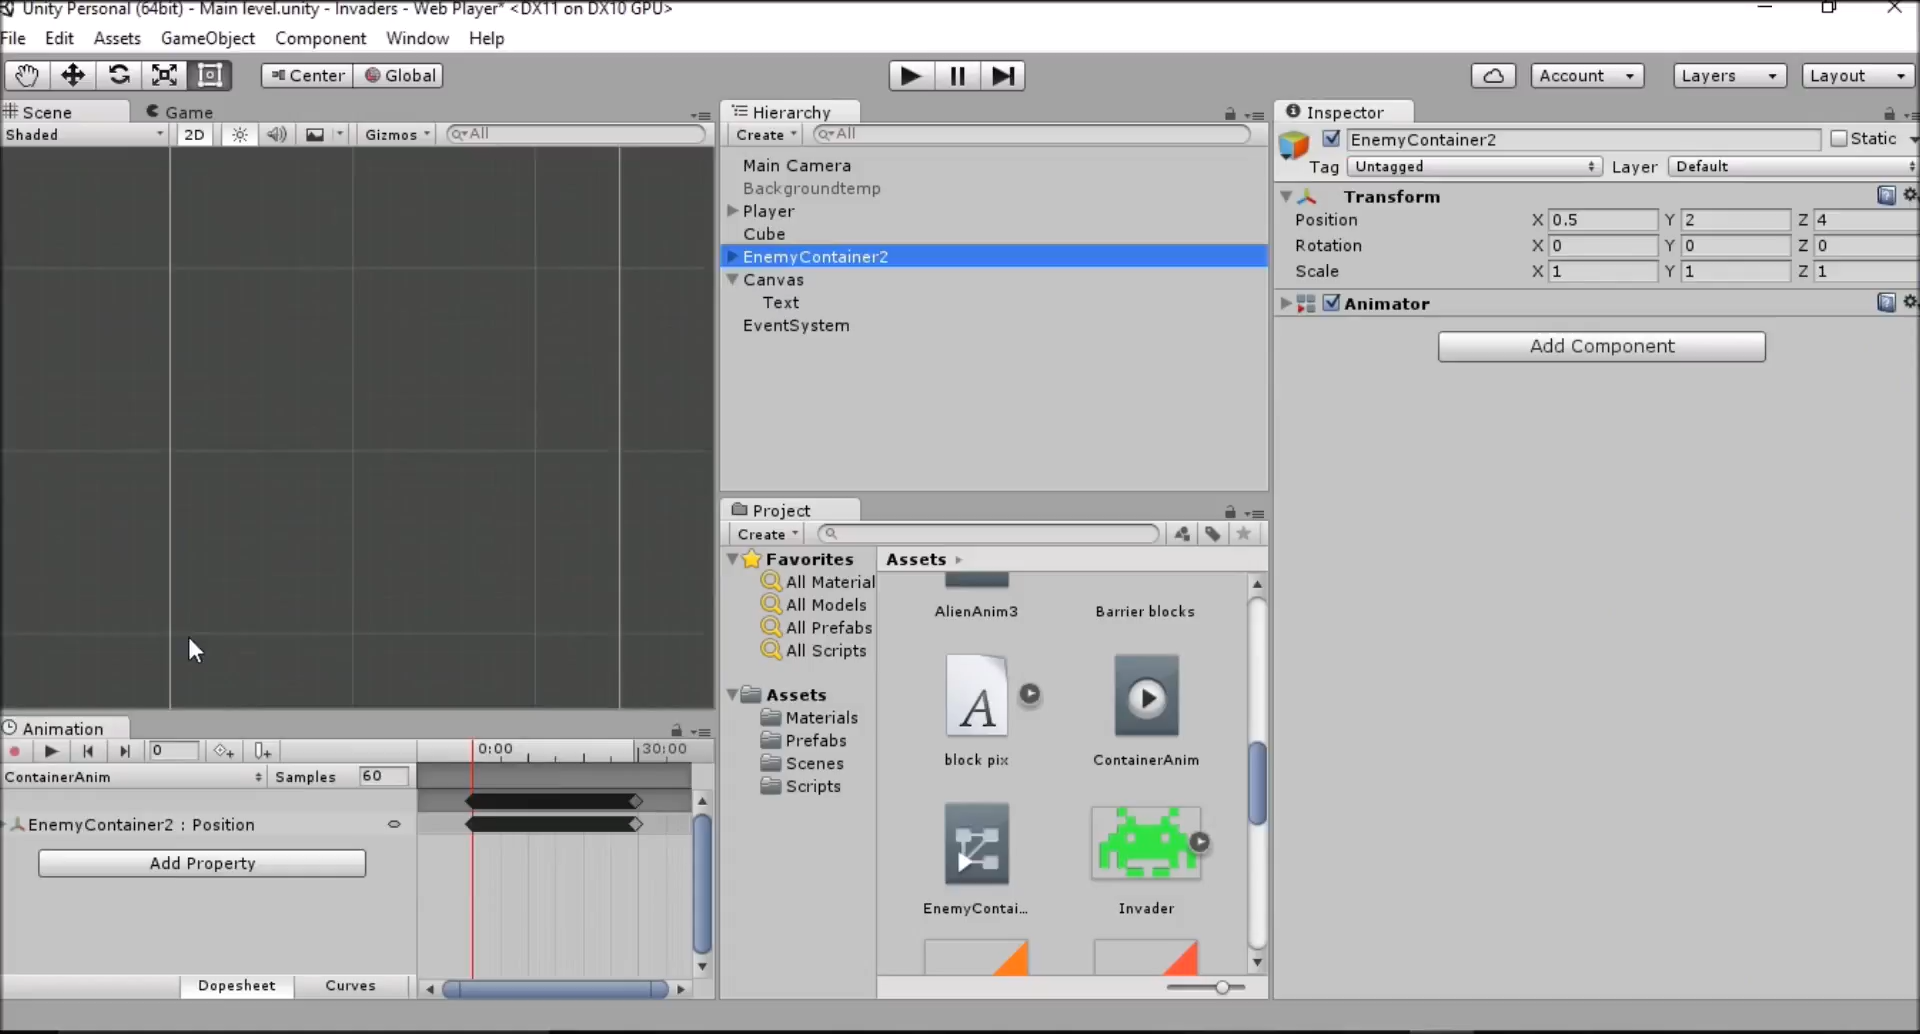 Unity Personal (64bit) - Main level.unity - Invaders - Web Player* <DX11 on DX10 GPU>
File Edit Assets GameObject Component Window Help
Center Global Account Layers Layout
Scene Game
Shaded 2D Gizmos All
Hierarchy
Create All
Main Camera
Backgroundtemp
Player
Cube
EnemyContainer2
Canvas
Text
EventSystem
Inspector
EnemyContainer2 Static
Tag Untagged Layer Default
Transform
Position X 0.5 Y 2 Z 4
Rotation X 0 Y 0 Z 0
Scale X 1 Y 1 Z 1
Animator
Add Component
Project
Create
Favorites
All Material
All Models
All Prefabs
All Scripts
Assets
Materials
Prefabs
Scenes
Scripts
Assets
AlienAnim3 Barrier blocks
A
block pix ContainerAnim
EnemyContai... Invader
Animation
0 0:00 30:00
ContainerAnim Samples 60
EnemyContainer2 : Position
Add Property
Dopesheet Curves